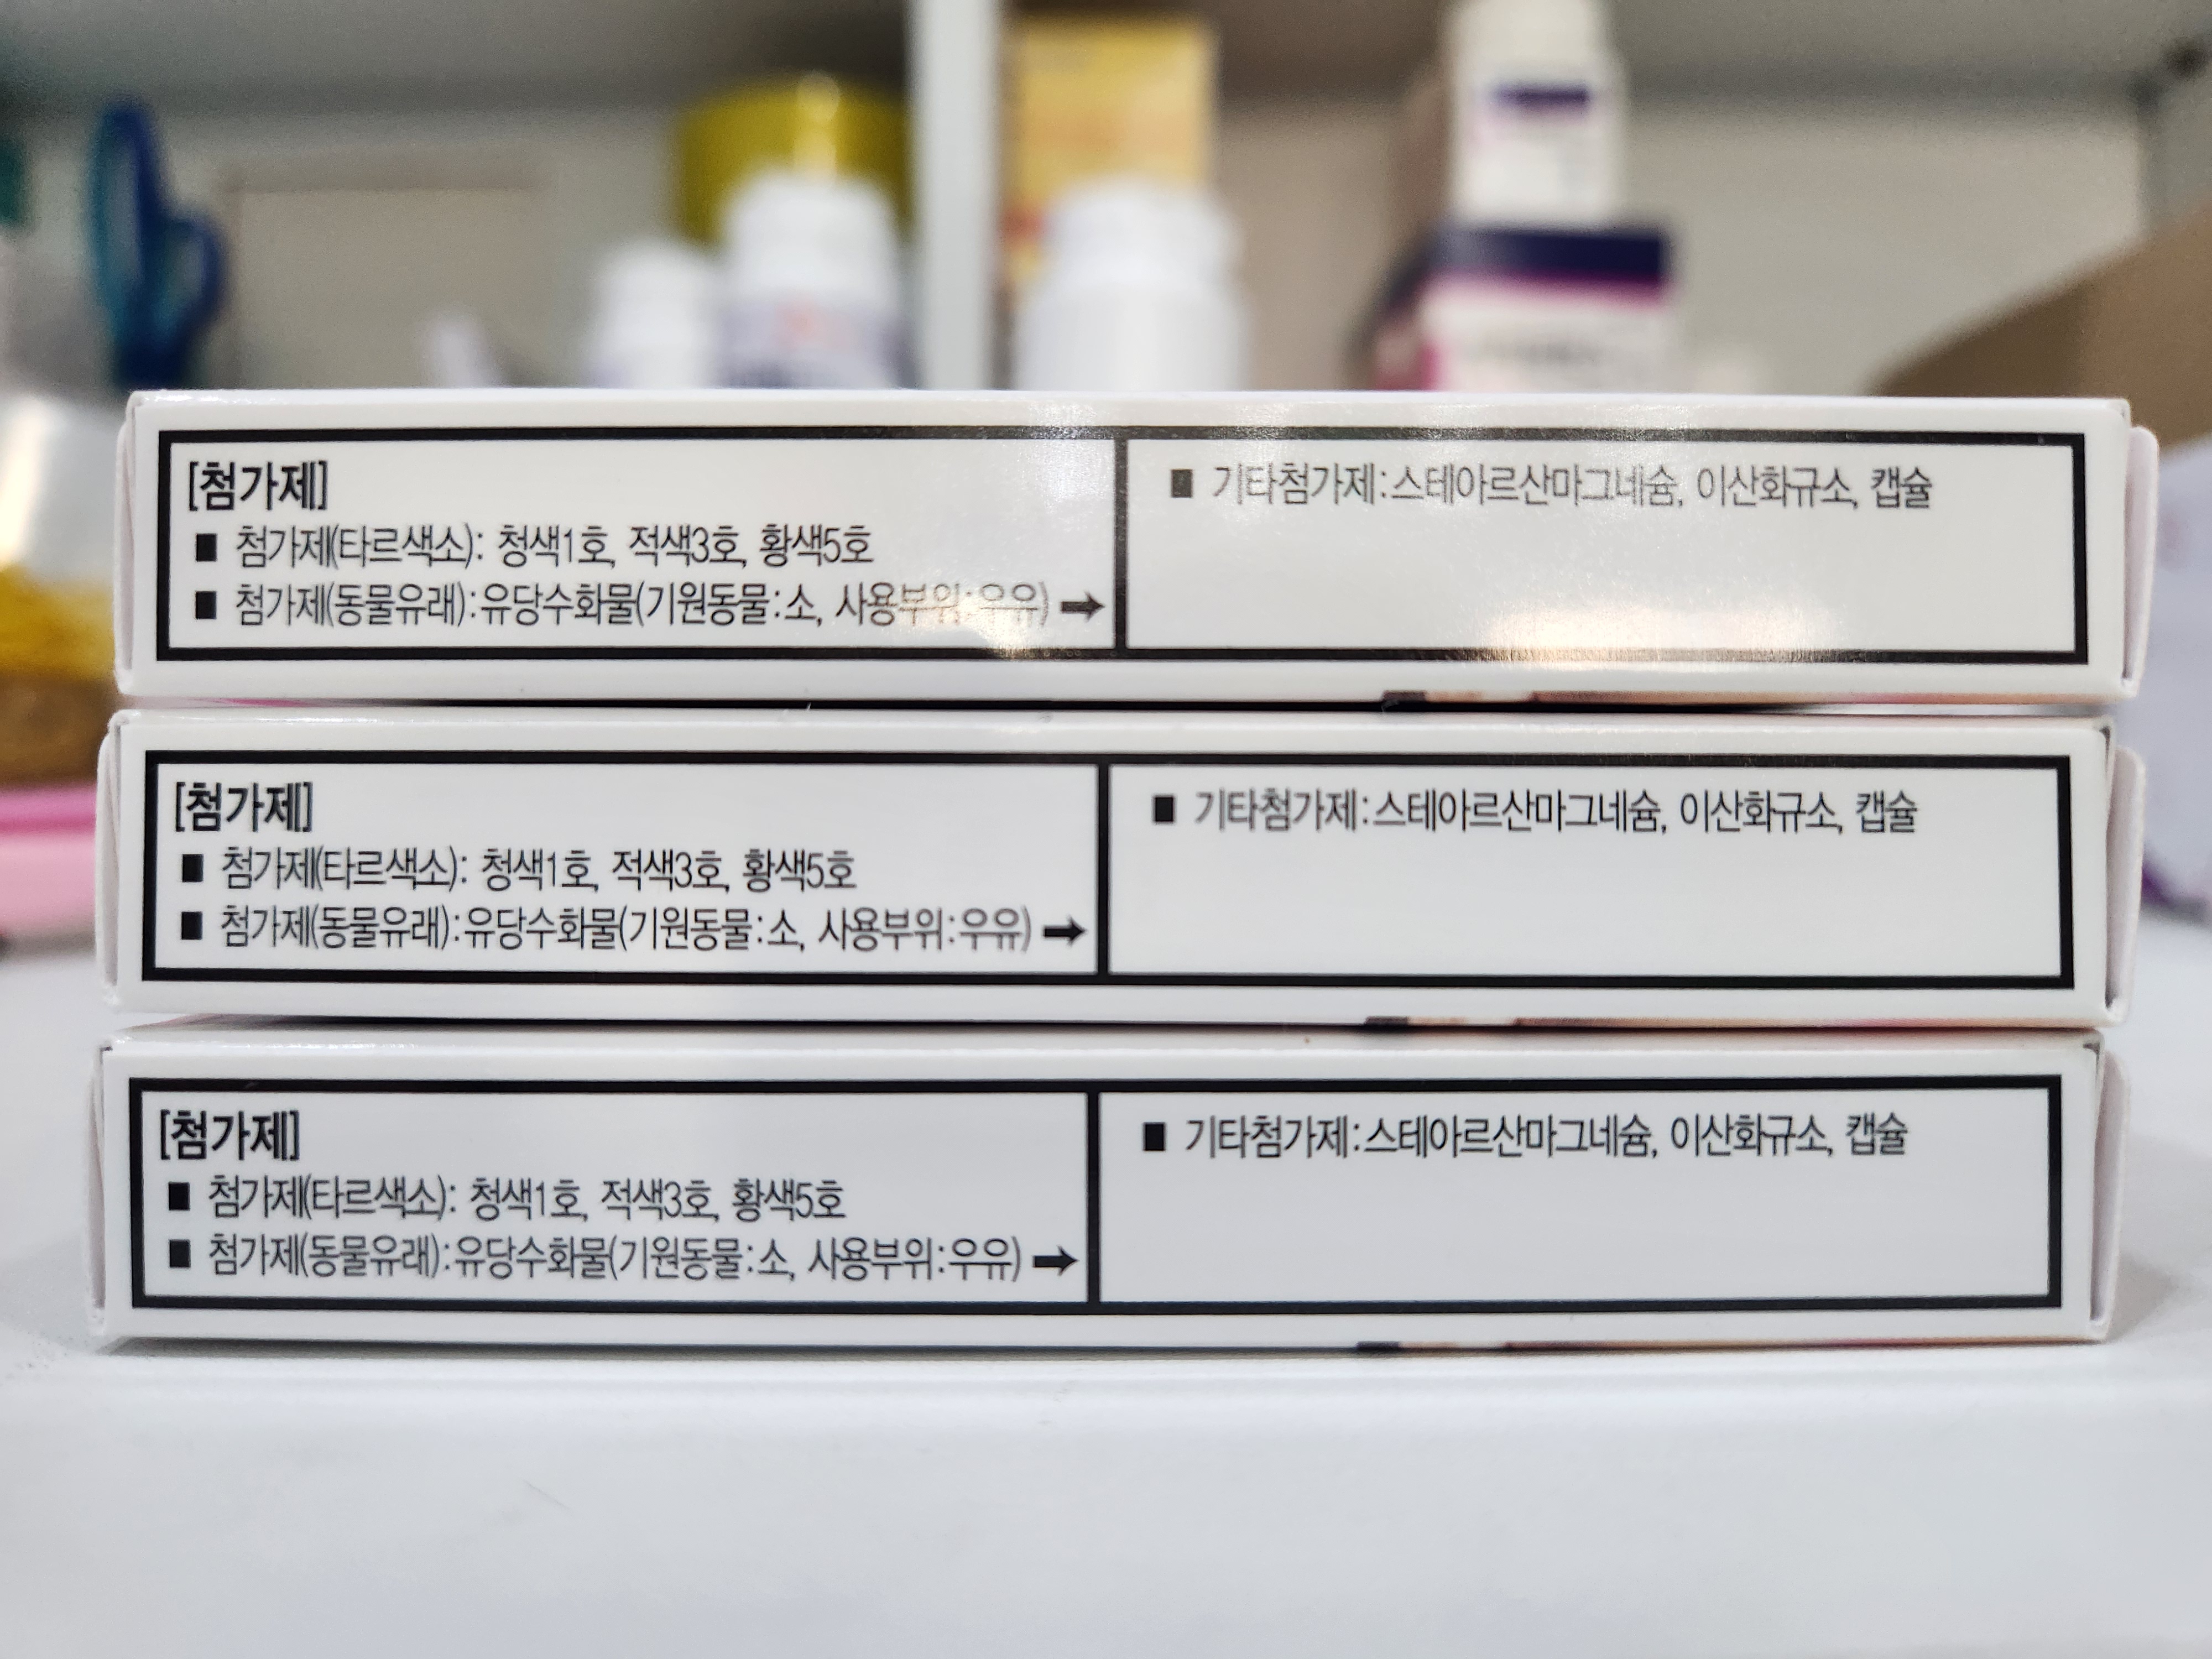 [첨가제]
■ 첨가제(타르색소): 청색1호, 적색3호, 황색5호
■ 첨가제(동물유래):유당수화물(기원동물:소, 사용부위:우유)➡
■ 기타첨가제:스테아르산마그네슘, 이산화규소, 캡슐
[첨가제]
■ 첨가제(타르색소): 청색1호, 적색3호, 황색5호
■ 첨가제(동물유래):유당수화물(기원동물:소, 사용부위:우유)➡
■ 기타첨가제:스테아르산마그네슘, 이산화규소, 캡슐
[첨가제]
■ 첨가제(타르색소): 청색1호, 적색3호, 황색5호
■ 첨가제(동물유래):유당수화물(기원동물:소, 사용부위:우유)➡
■ 기타첨가제:스테아르산마그네슘, 이산화규소, 캡슐